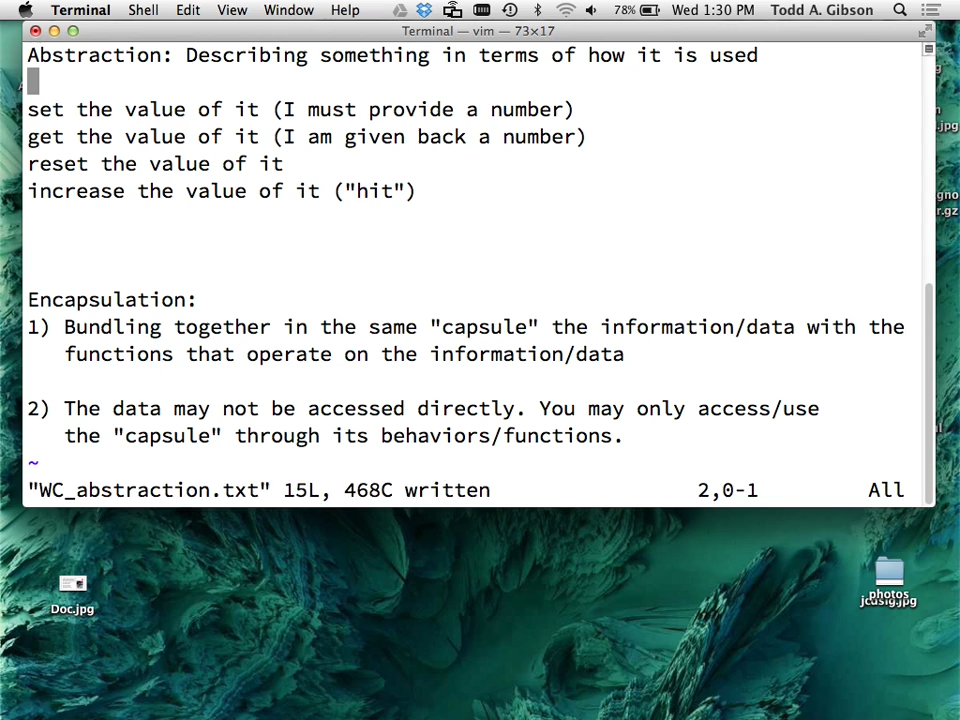 Terminal Shell Edit View Window Help 78% Wed 1:30 PM Todd A. Gibson
Terminal — vim — 73×17
Abstraction: Describing something in terms of how it is used
set the value of it (I must provide a number)
get the value of it (I am given back a number)
reset the value of it
increase the value of it ("hit")
Encapsulation:
1) Bundling together in the same "capsule" the information/data with the
functions that operate on the information/data
2) The data may not be accessed directly. You may only access/use
the "capsule" through its behaviors/functions.
~
"WC_abstraction.txt" 15L, 468C written 2,0-1 All
Doc.jpg
photos